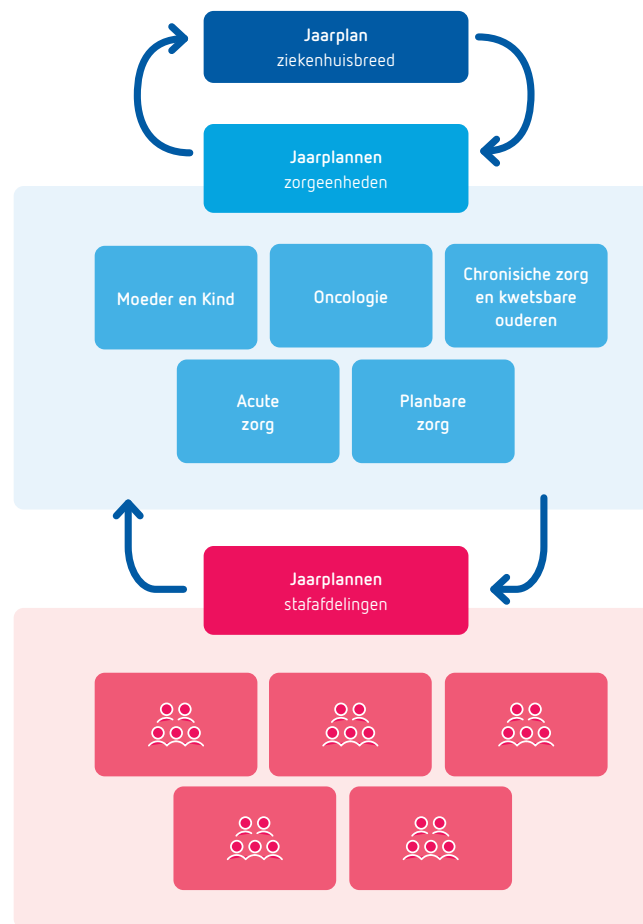 Jaarplan
ziekenhuisbreed
Jaarplannen
zorgeenheden
Moeder en Kind
Oncologie
Chronisiche zorg
en kwetsbare
ouderen
Acute
zorg
Planbare
zorg
Jaarplannen
stafafdelingen